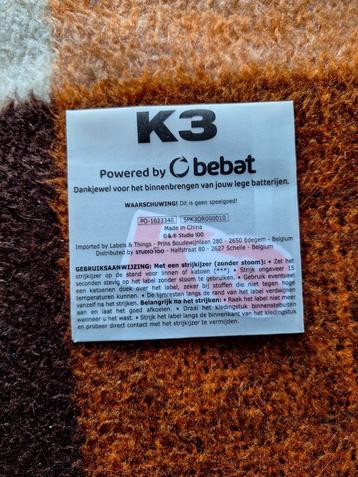 K3
Powered by bebat
Dankjewel voor het binnenbrengen van jouw lege batterijen.
WAARSCHUWING! Dit is geen speelgoed!
PO-1023340 SPK3OR000010
Made in China
©&® Studio 100
Imported by Labels & Things - Prins Boudewijnlaan 280 - 2650 Edegem - Belgium
Distributed by STUDIO100 - Halfstraat 80 - 2627 Schelle - Belgium
GEBRUIKSAANWIJZING: Met een strijkijzer (zonder stoom): • Zet het
strijkijzer op de stand voor linnen of katoen (***) • Strijk ongeveer 15
seconden stevig op het label zonder stoom te gebruiken. • Gebruik eventueel
een katoenen doek over het label, zeker bij stoffen die niet tegen hoge
temperaturen kunnen. • De lijmresten langs de rand van het label verdwijnen
vanzelf na het strijken. Belangrijk na het strijken: • Raak het label niet meer
aan en laat het goed afkoelen. • Draai het kledingstuk binnenstebuiten
wanneer u het wast. • Strijk het label langs de binnenkant van het kledingstuk
en probeer direct contact met het strijkijzer te vermijden.